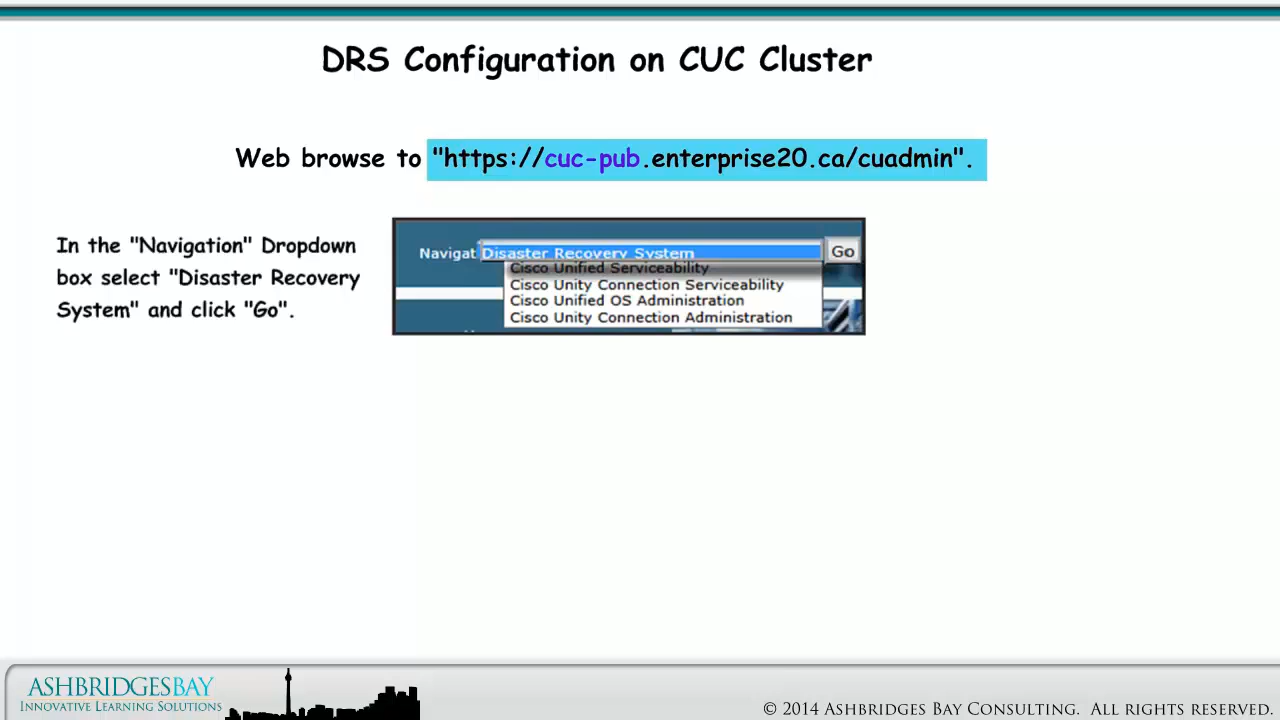 DRS Configuration on CUC Cluster
Web browse to "https://cuc-pub.enterprise20.ca/cuadmin".
In the "Navigation" Dropdown
box select "Disaster Recovery
System" and click "Go".
Navigat Disaster Recovery System Go
Cisco Unified Serviceability
Cisco Unity Connection Serviceability
Cisco Unified OS Administration
Cisco Unity Connection Administration
ASHBRIDGESBAY
INNOVATIVE LEARNING SOLUTIONS
© 2014 ASHBRIDGES BAY CONSULTING. ALL RIGHTS RESERVED.